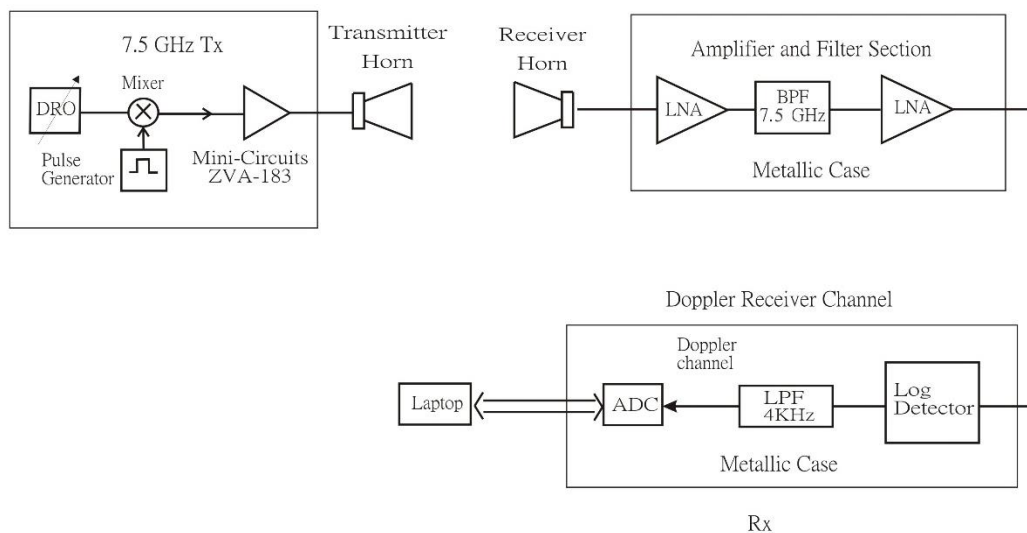 7.5 GHz Tx
Mixer
DRO
Pulse
Generator
Mini-Circuits
ZVA-183
Transmitter
Horn
Receiver
Horn
Amplifier and Filter Section
LNA
BPF
7.5 GHz
LNA
Metallic Case
Doppler Receiver Channel
Doppler
channel
Laptop
ADC
LPF
4KHz
Log
Detector
Metallic Case
Rx